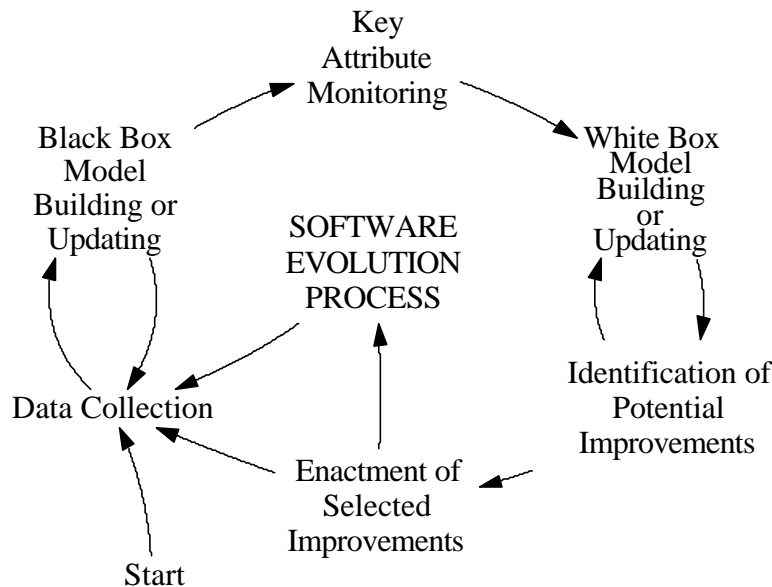 Key
Attribute
Monitoring
Black Box
Model
Building or
Updating
White Box
Model
Building
or
Updating
SOFTWARE
EVOLUTION
PROCESS
Data Collection
Identification of
Potential
Improvements
Enactment of
Selected
Improvements
Start